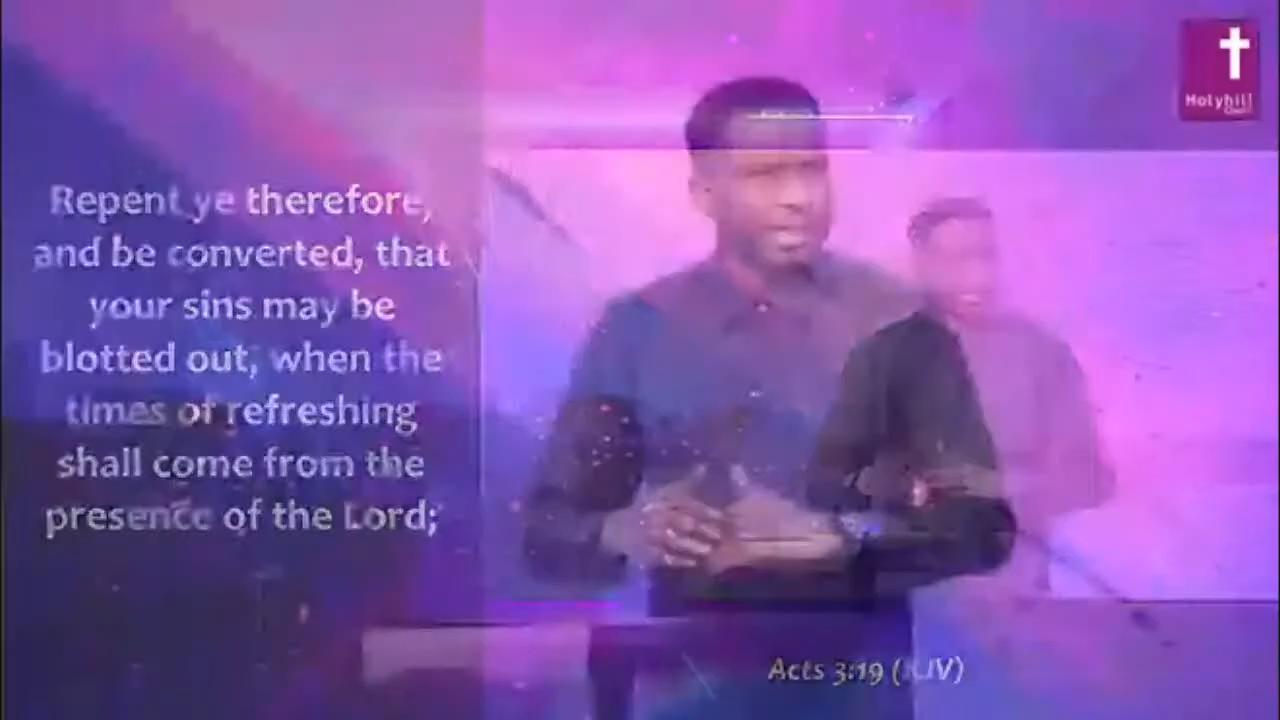 Holyhill
Repent ye therefore,
and be converted, that
your sins may be
blotted out, when the
times of refreshing
shall come from the
presence of the Lord;
Acts 3:19 (KJV)